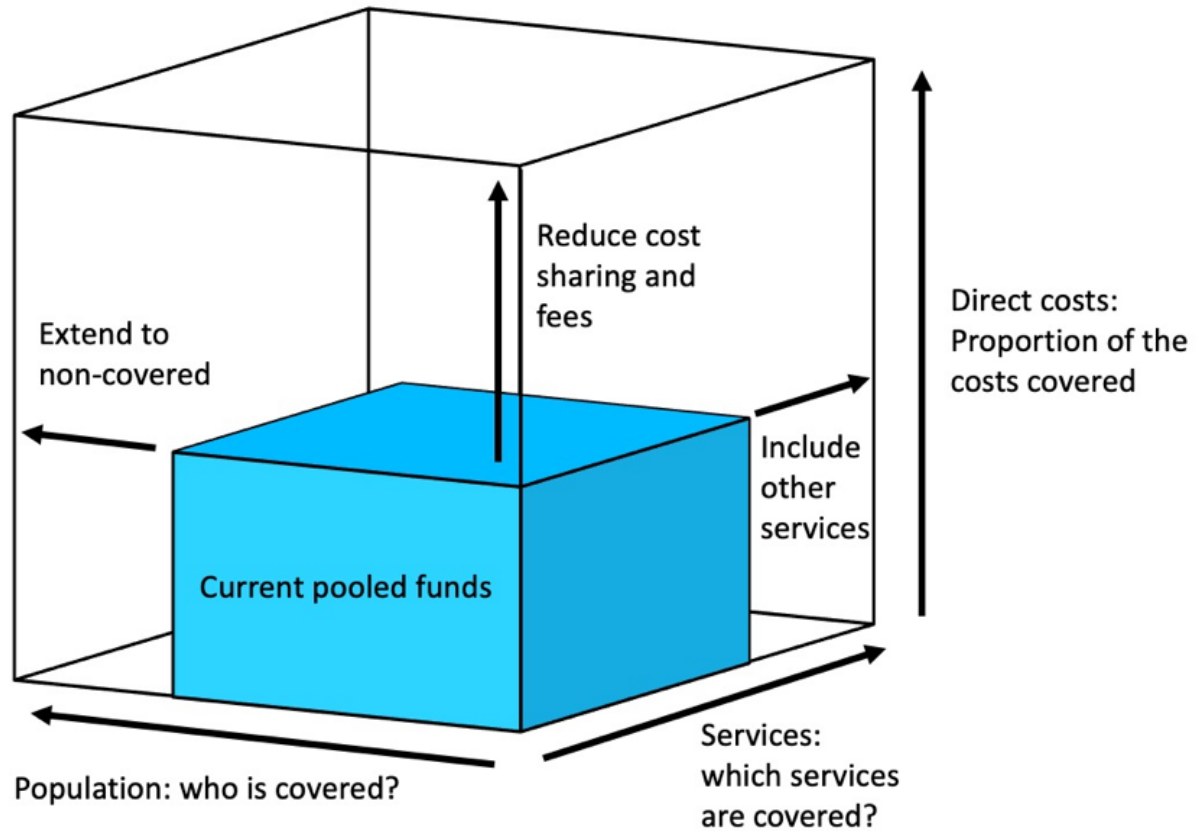 Reduce cost
sharing and
fees
Extend to
non-covered
Direct costs:
Proportion of the
costs covered
Include
other
services
Current pooled funds
Services:
which services
are covered?
Population: who is covered?